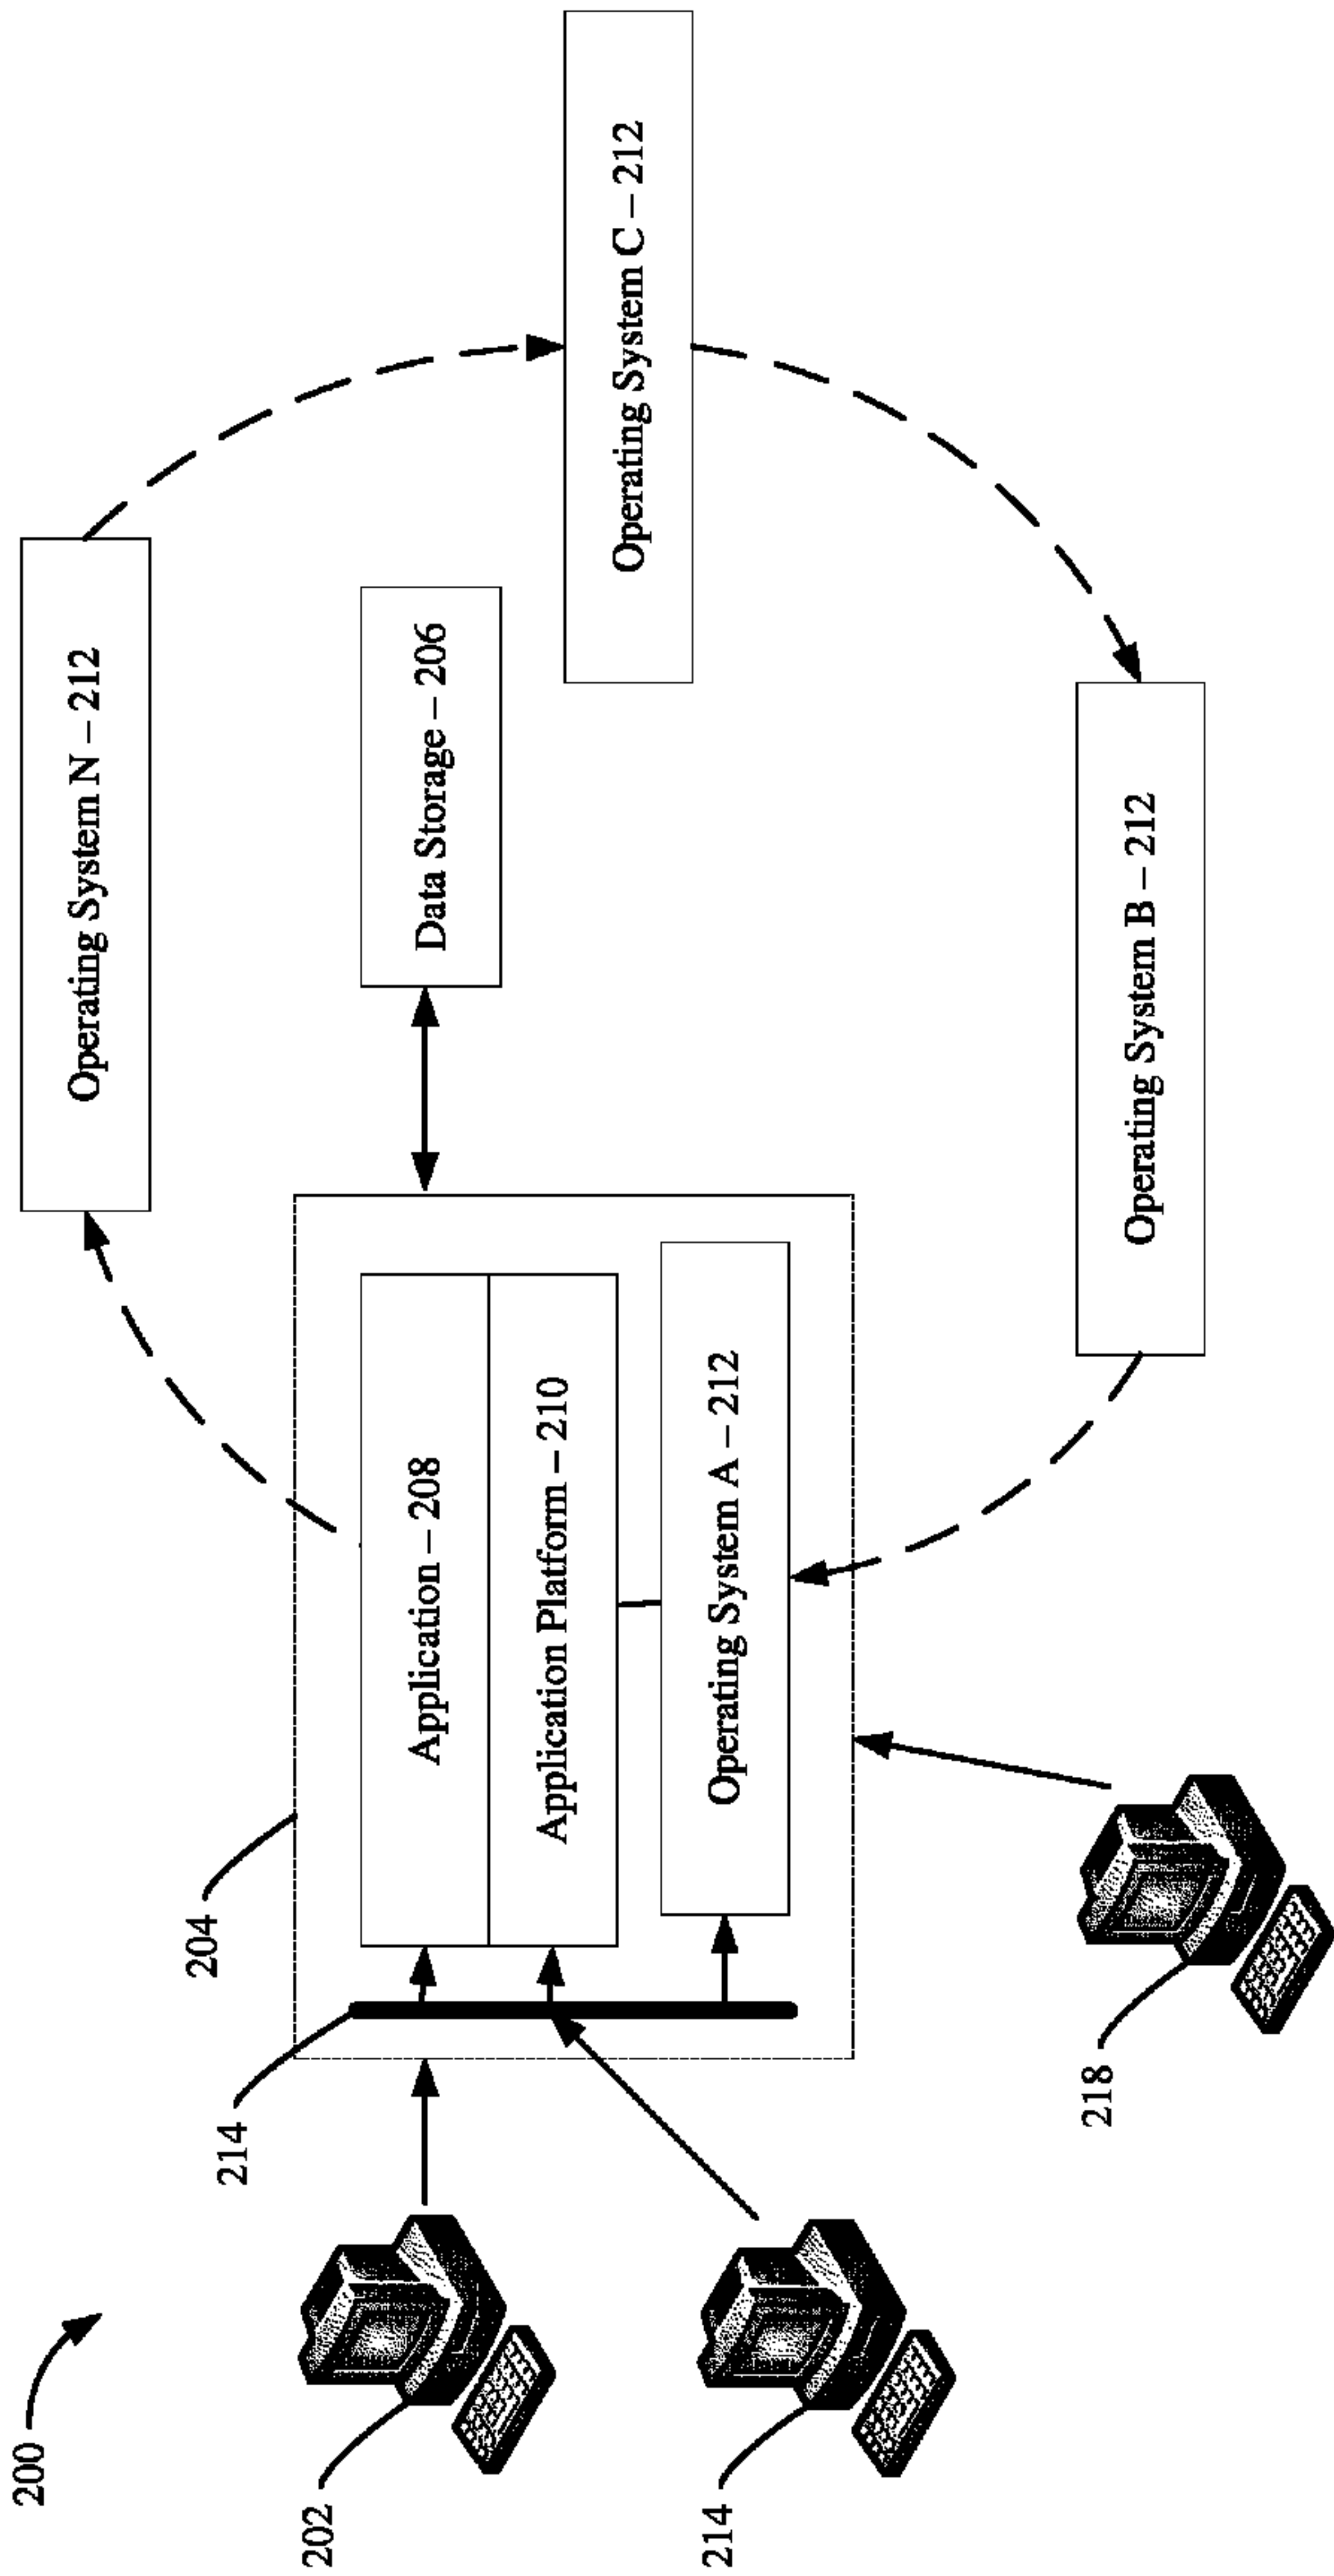 200
202
214
214
204
218
Application – 208
Application Platform – 210
Operating System A – 212
Data Storage – 206
Operating System N – 212
Operating System C – 212
Operating System B – 212